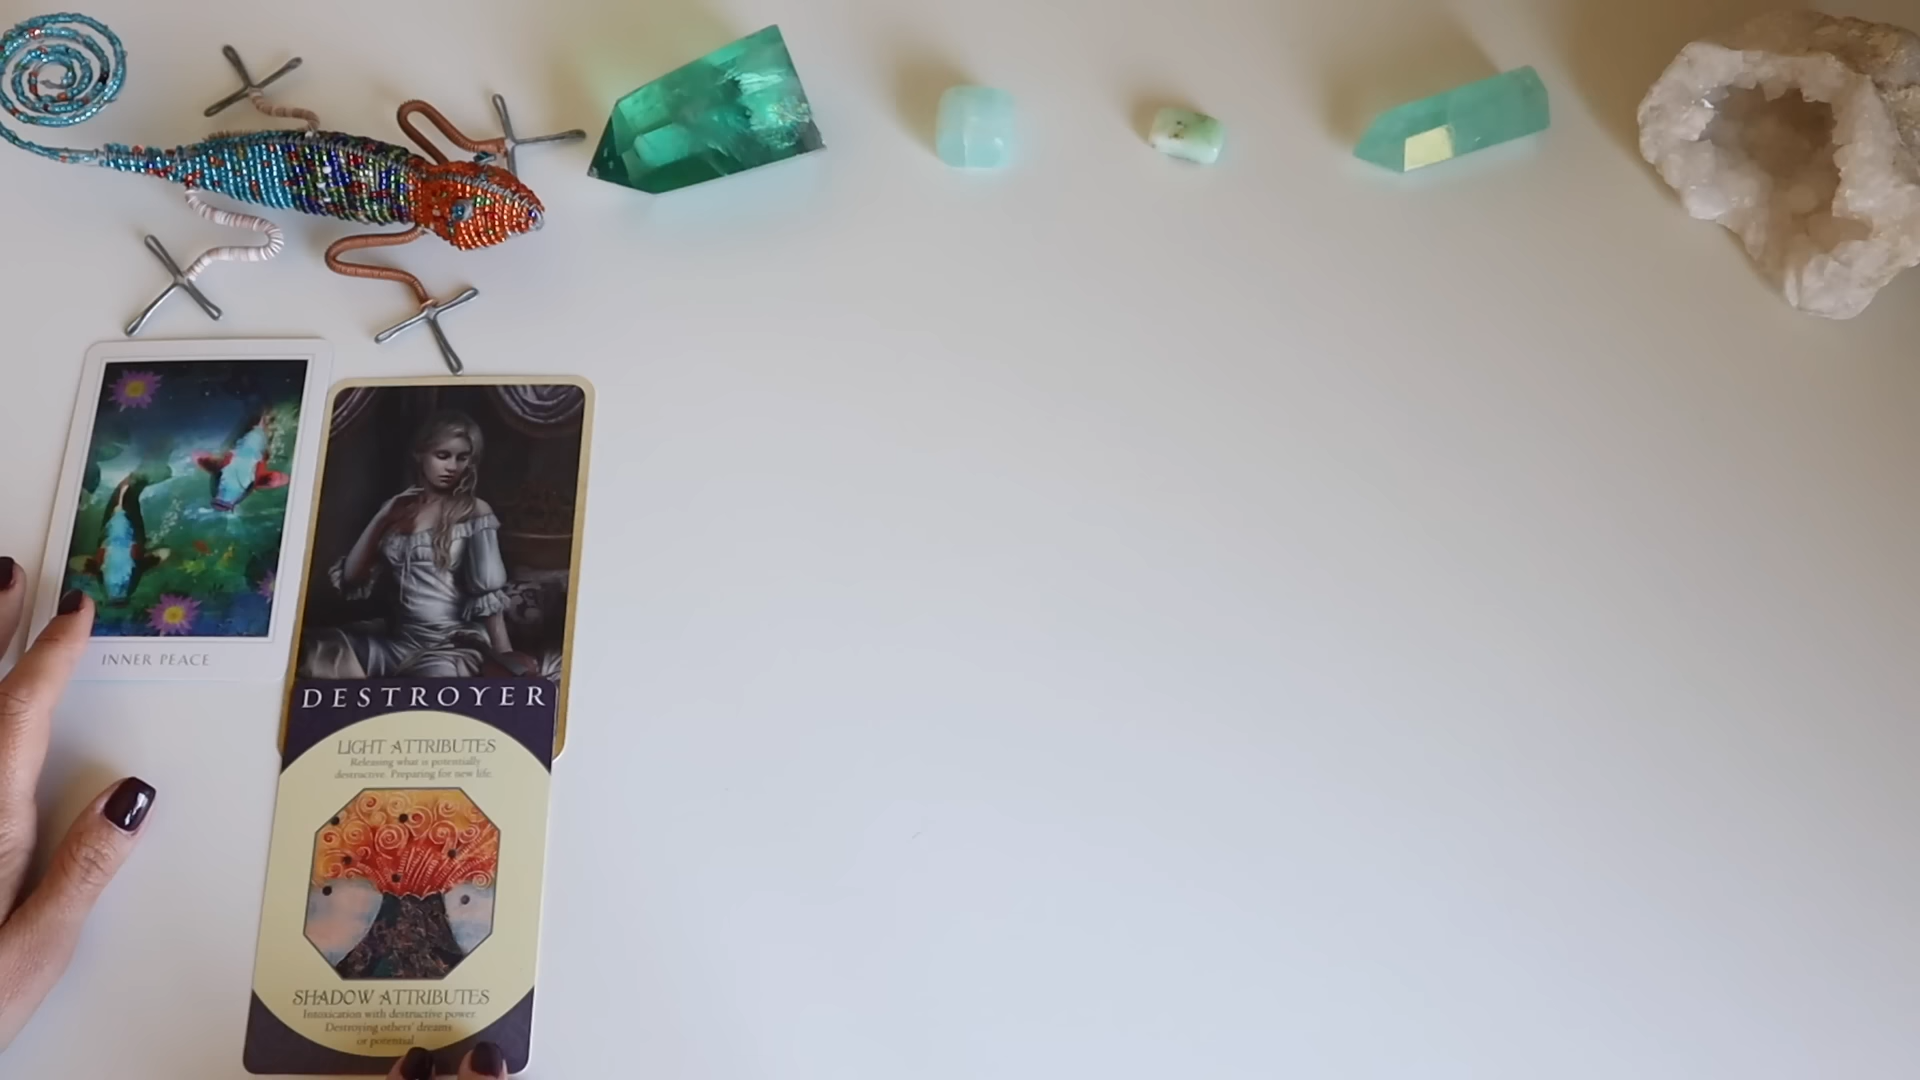 INNER PEACE
DESTROYER
LIGHT ATTRIBUTES
Releasing what is potentially
destructive. Preparing for new life.
SHADOW ATTRIBUTES
Intoxication with destructive power.
Destroying others' dreams
or potential.